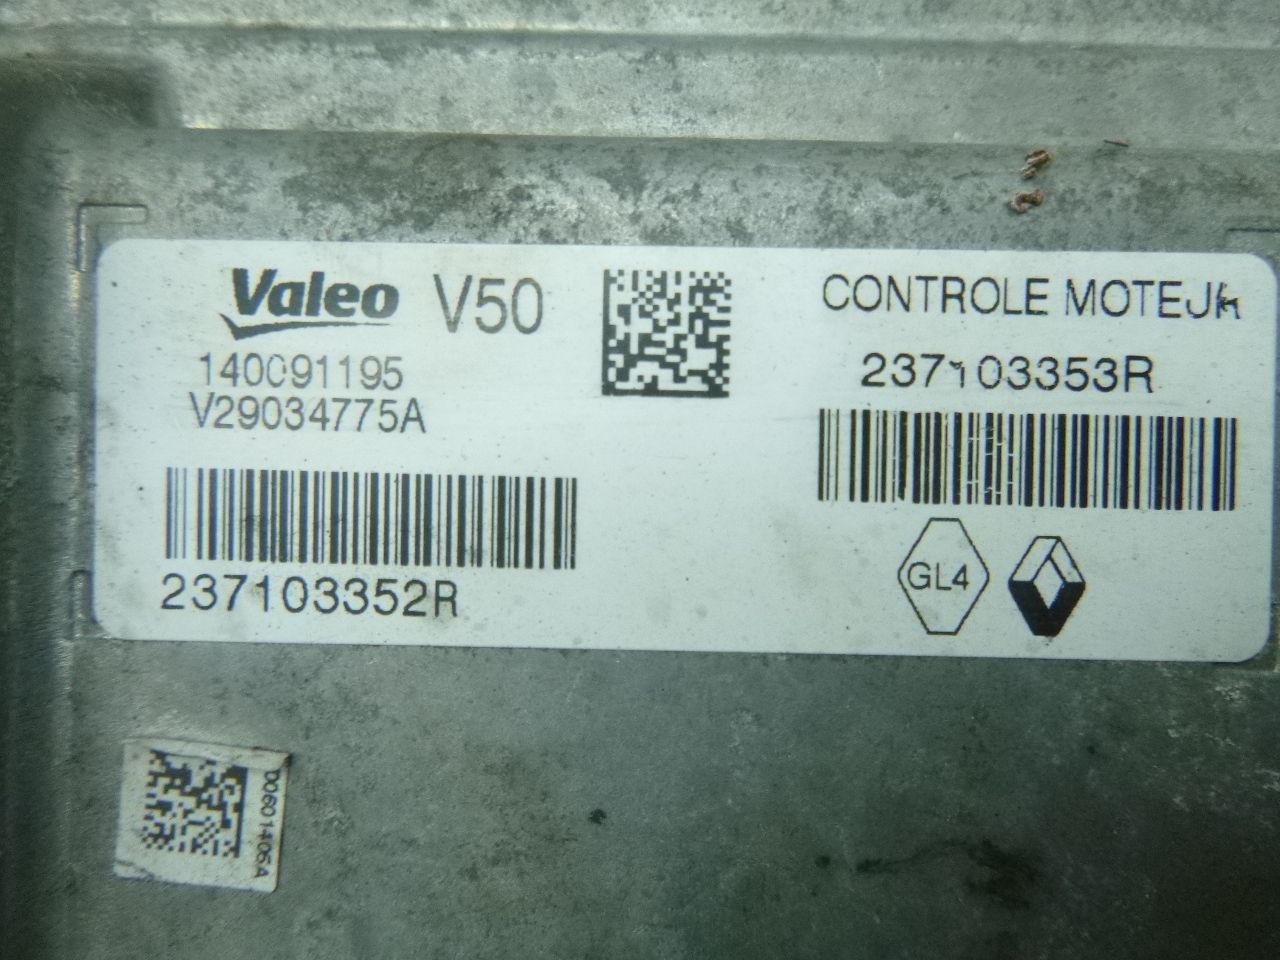 Valeo V50
140091195
V29034775A
237103352R
CONTROLE MOTEUR
237103353R
GL4
D0601406A